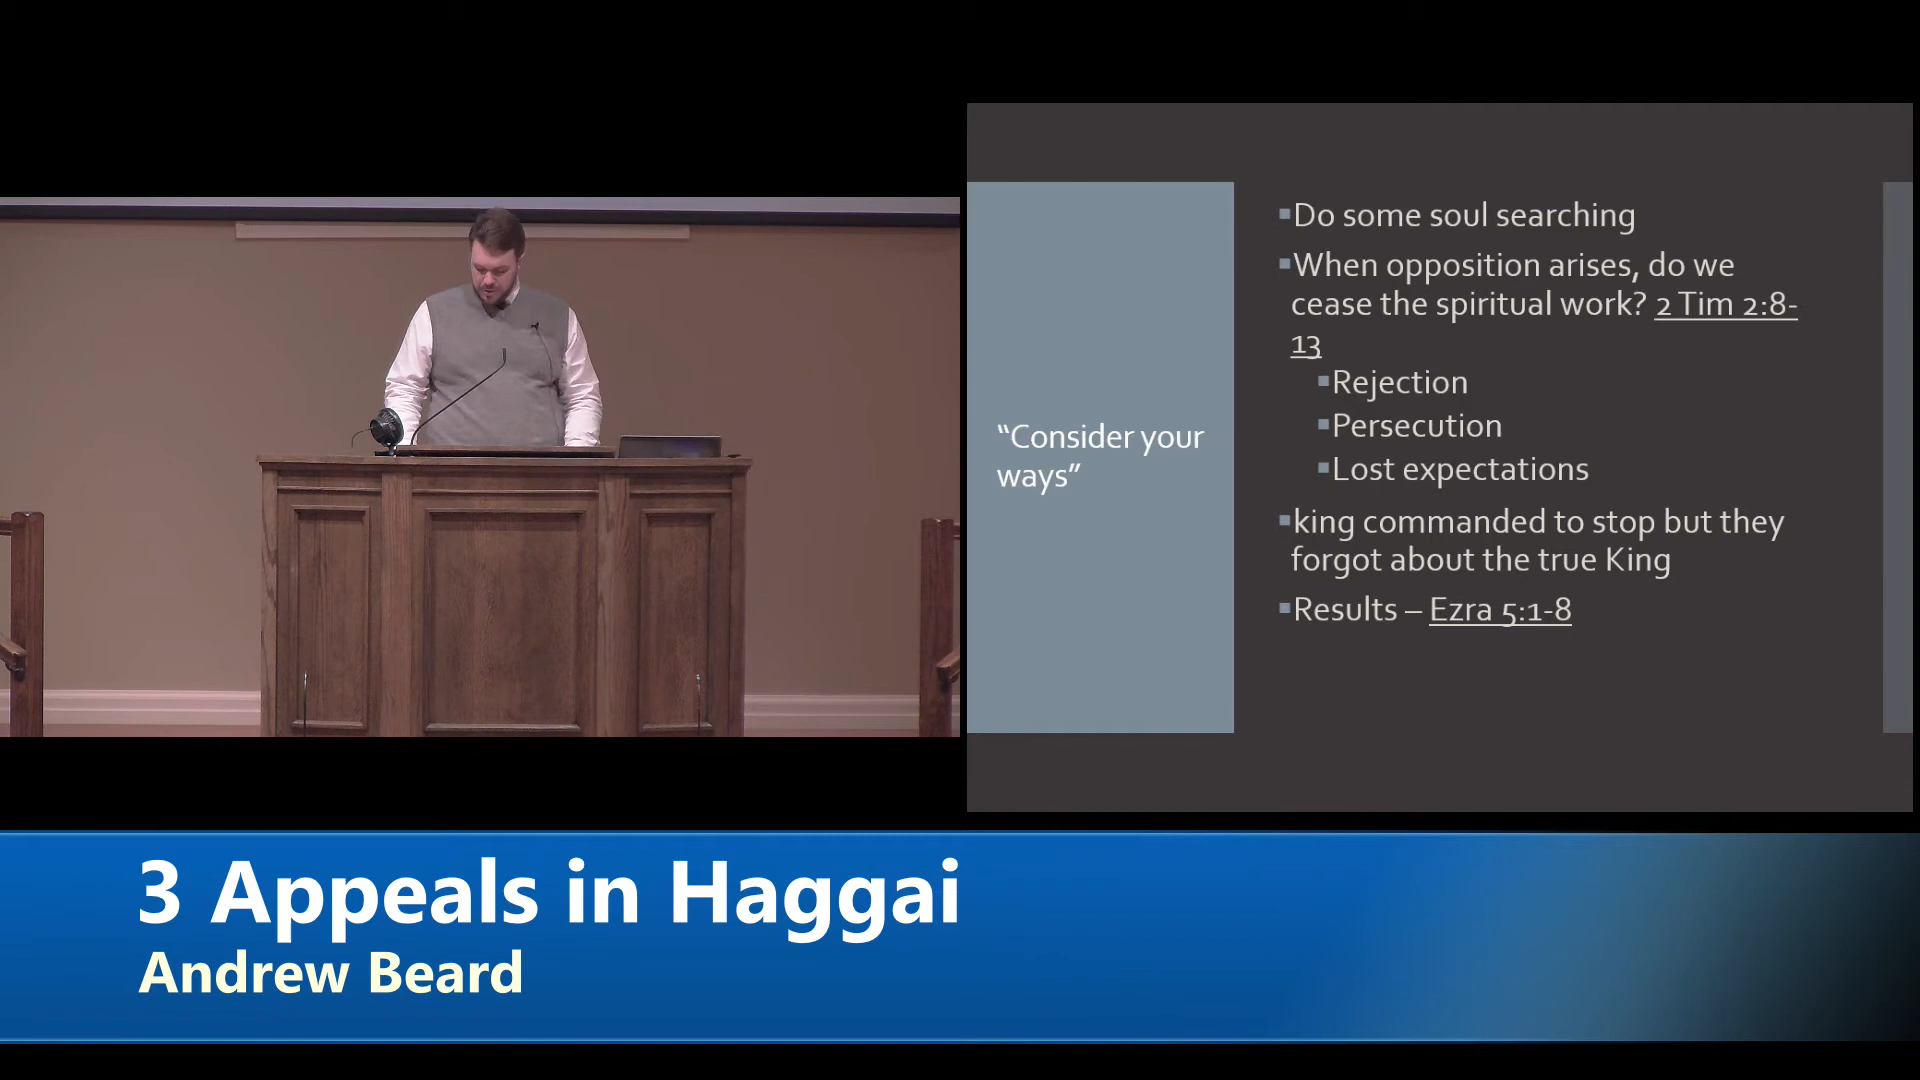 “Consider your
ways”
▪Do some soul searching
▪When opposition arises, do we
cease the spiritual work? 2 Tim 2:8-
13
▪Rejection
▪Persecution
▪Lost expectations
▪king commanded to stop but they
forgot about the true King
▪Results – Ezra 5:1-8
3 Appeals in Haggai
Andrew Beard